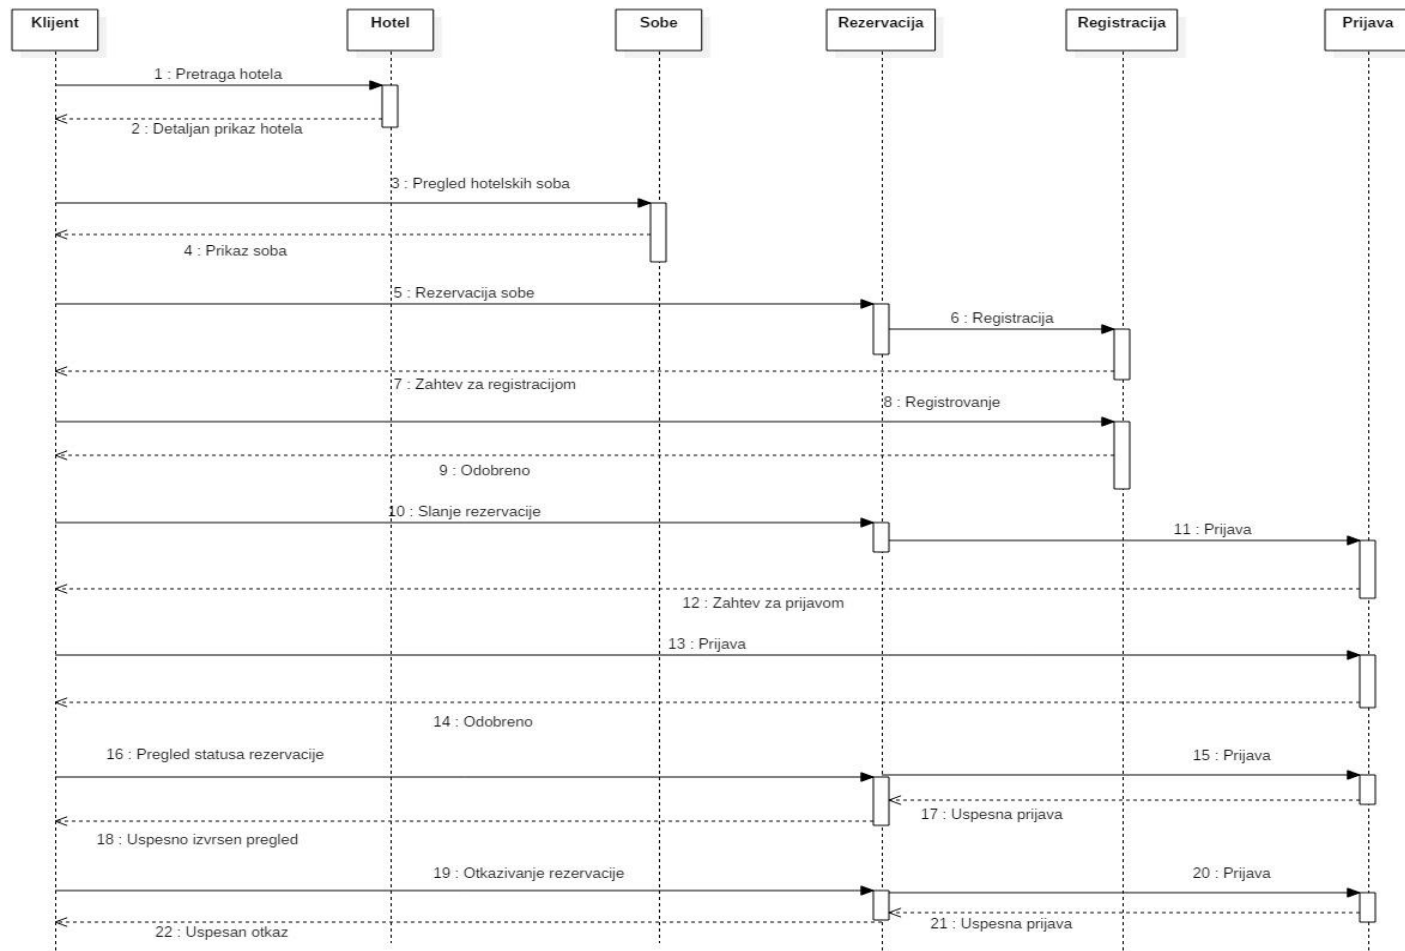 Klijent
Hotel
Sobe
Rezervacija
Registracija
Prijava
1 : Pretraga hotela
2 : Detaljan prikaz hotela
3 : Pregled hotelskih soba
4 : Prikaz soba
5 : Rezervacija sobe
6 : Registracija
7 : Zahtev za registracijom
8 : Registrovanje
9 : Odobreno
10 : Slanje rezervacije
11 : Prijava
12 : Zahtev za prijavom
13 : Prijava
14 : Odobreno
16 : Pregled statusa rezervacije
15 : Prijava
17 : Uspesna prijava
18 : Uspesno izvrsen pregled
19 : Otkazivanje rezervacije
20 : Prijava
21 : Uspesna prijava
22 : Uspesan otkaz